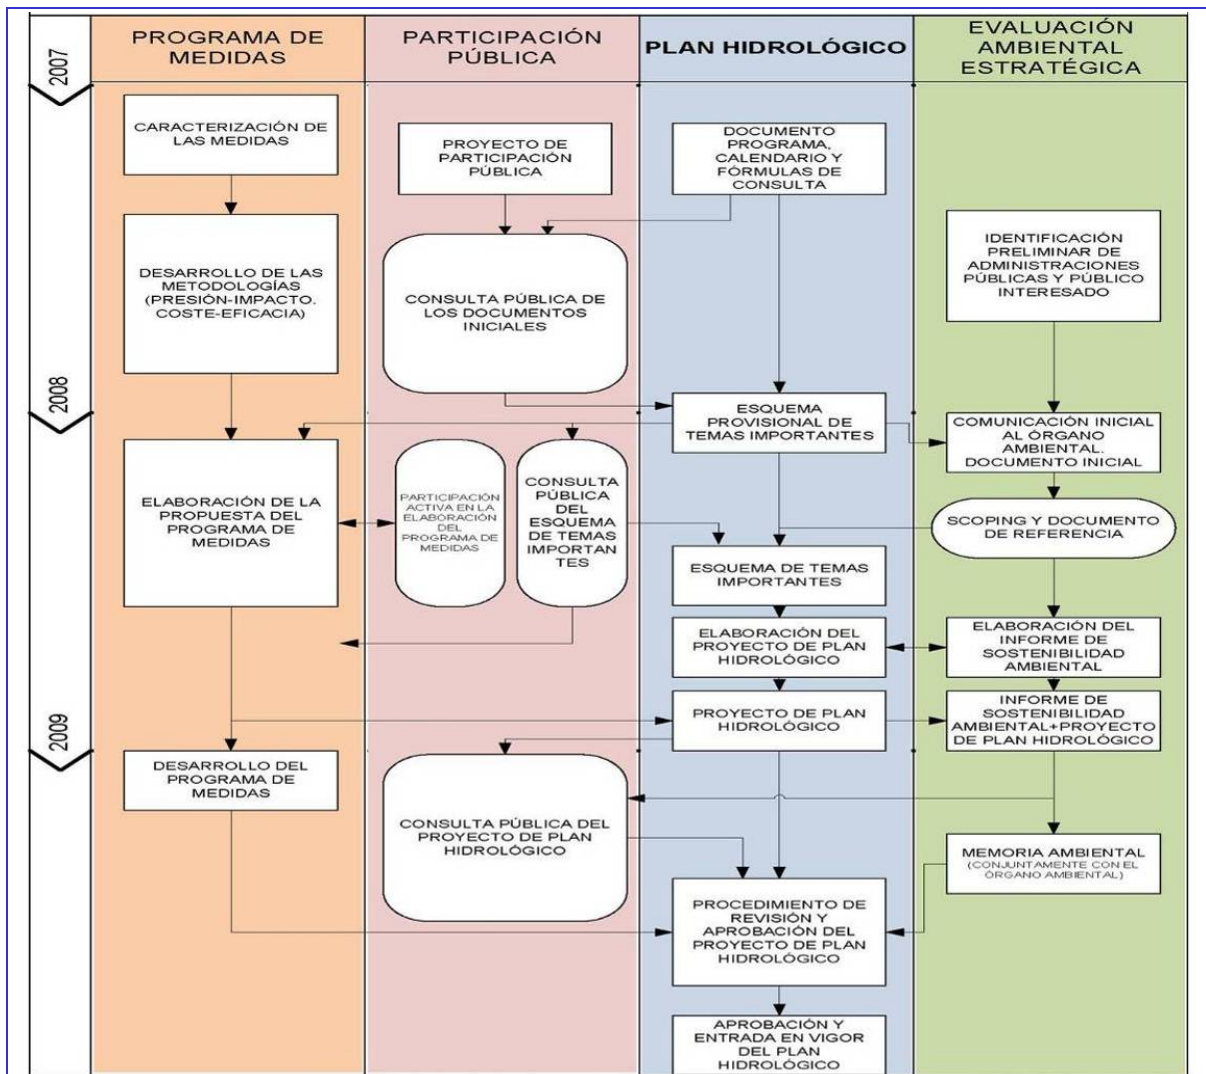 2007
2008
2009
PROGRAMA DE
MEDIDAS
CARACTERIZACIÓN DE
LAS MEDIDAS
DESARROLLO DE LAS
METODOLOGÍAS
(PRESIÓN-IMPACTO.
COSTE-EFICACIA)
ELABORACIÓN DE LA
PROPUESTA DEL
PROGRAMA DE
MEDIDAS
DESARROLLO DEL
PROGRAMA DE
MEDIDAS
PARTICIPACIÓN
PÚBLICA
PROYECTO DE
PARTICIPACIÓN
PÚBLICA
CONSULTA PÚBLICA DE
LOS DOCUMENTOS
INICIALES
PARTICIPACIÓN
ACTIVA EN LA
ELABORACIÓN
DEL
PROGRAMA DE
MEDIDAS
CONSULTA
PÚBLICA
DEL
ESQUEMA
DE TEMAS
IMPORTAN
TES
CONSULTA PÚBLICA DEL
PROYECTO DE PLAN
HIDROLÓGICO
PLAN HIDROLÓGICO
DOCUMENTO
PROGRAMA,
CALENDARIO Y
FÓRMULAS DE
CONSULTA
ESQUEMA
PROVISIONAL DE
TEMAS IMPORTANTES
ESQUEMA DE TEMAS
IMPORTANTES
ELABORACIÓN DEL
PROYECTO DE PLAN
HIDROLÓGICO
PROYECTO DE PLAN
HIDROLÓGICO
PROCEDIMIENTO DE
REVISIÓN Y
APROBACIÓN DEL
PROYECTO DE PLAN
HIDROLÓGICO
APROBACIÓN Y
ENTRADA EN VIGOR
DEL PLAN
HIDROLÓGICO
EVALUACIÓN
AMBIENTAL
ESTRATÉGICA
IDENTIFICACIÓN
PRELIMINAR DE
ADMINISTRACIONES
PÚBLICAS Y PÚBLICO
INTERESADO
COMUNICACIÓN INICIAL
AL ÓRGANO
AMBIENTAL.
DOCUMENTO INICIAL
SCOPING Y DOCUMENTO
DE REFERENCIA
ELABORACIÓN DEL
INFORME DE
SOSTENIBILIDAD
AMBIENTAL
INFORME DE
SOSTENIBILIDAD
AMBIENTAL+PROYECTO
DE PLAN HIDROLÓGICO
MEMORIA AMBIENTAL
(CONJUNTAMENTE CON EL
ÓRGANO AMBIENTAL)